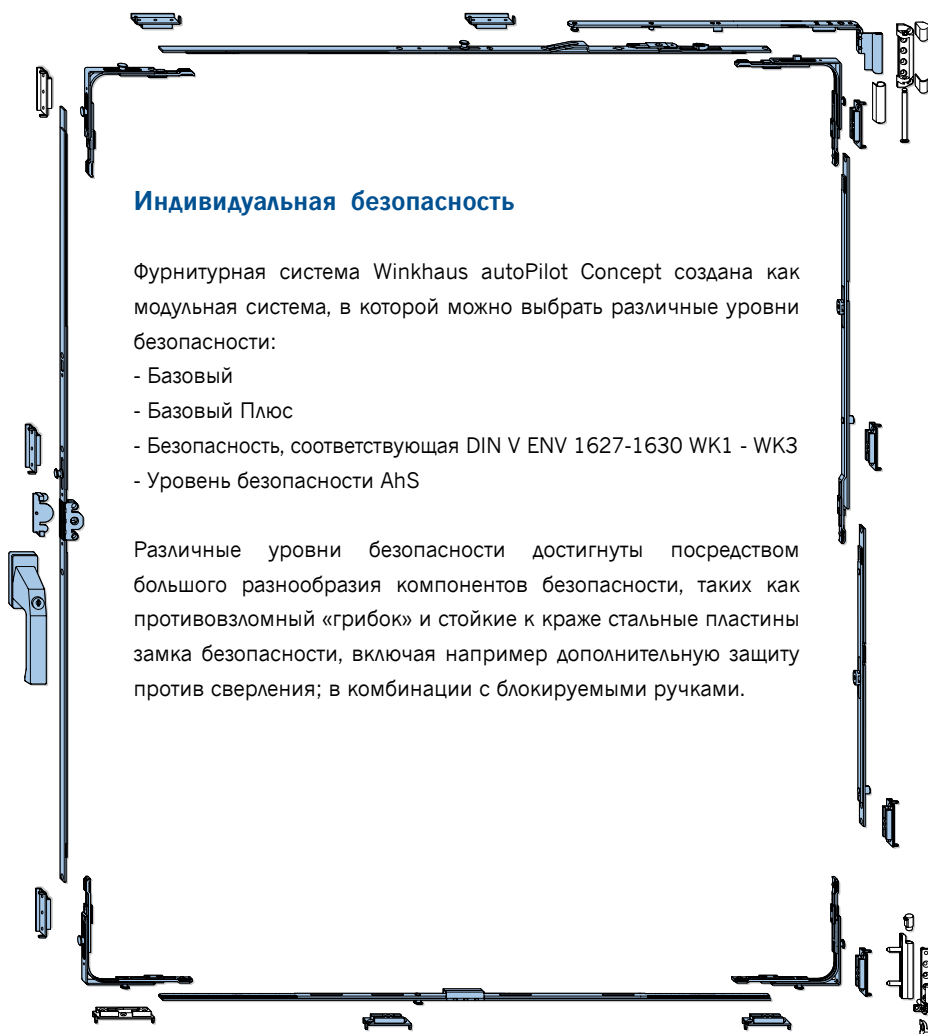 Индивидуальная безопасность
Фурнитурная система Winkhaus autoPilot Concept создана как
модульная система, в которой можно выбрать различные уровни
безопасности:
- Базовый
- Базовый Плюс
- Безопасность, соответствующая DIN V ENV 1627-1630 WK1 - WK3
- Уровень безопасности AhS
Различные уровни безопасности достигнуты посредством
большого разнообразия компонентов безопасности, таких как
противовзломный «грибок» и стойкие к краже стальные пластины
замка безопасности, включая например дополнительную защиту
против сверления; в комбинации с блокируемыми ручками.